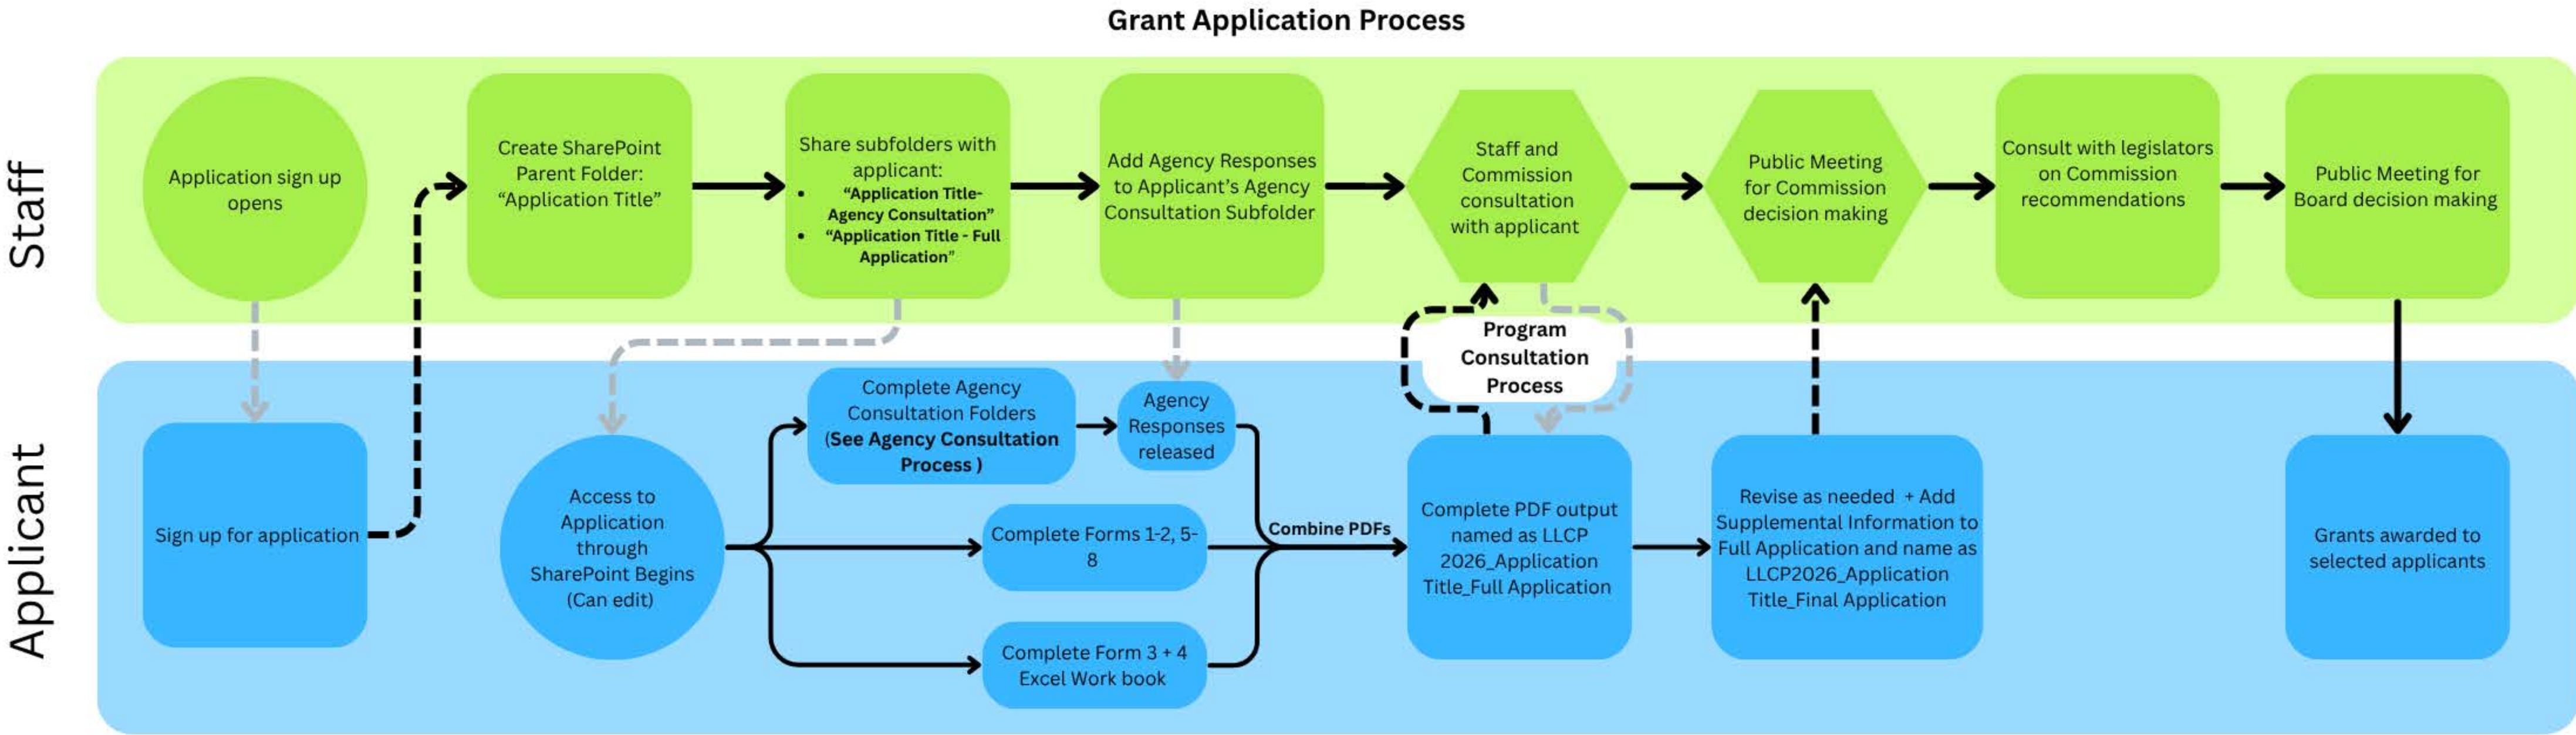 Grant Application Process
Staff
Application sign up
opens
Create SharePoint
Parent Folder:
“Application Title”
Share subfolders with
applicant:
• “Application Title-
Agency Consultation”
• “Application Title - Full
Application”
Add Agency Responses
to Applicant’s Agency
Consultation Subfolder
Staff and
Commission
consultation
with applicant
Public Meeting
for Commission
decision making
Consult with legislators
on Commission
recommendations
Public Meeting for
Board decision making
Program
Consultation
Process
Applicant
Sign up for application
Access to
Application
through
SharePoint Begins
(Can edit)
Complete Agency
Consultation Folders
(See Agency Consultation
Process )
Agency
Responses
released
Complete Forms 1-2, 5-
8
Complete Form 3 + 4
Excel Work book
Combine PDFs
Complete PDF output
named as LLCP
2026_Application
Title_Full Application
Revise as needed + Add
Supplemental Information to
Full Application and name as
LLCP2026_Application
Title_Final Application
Grants awarded to
selected applicants